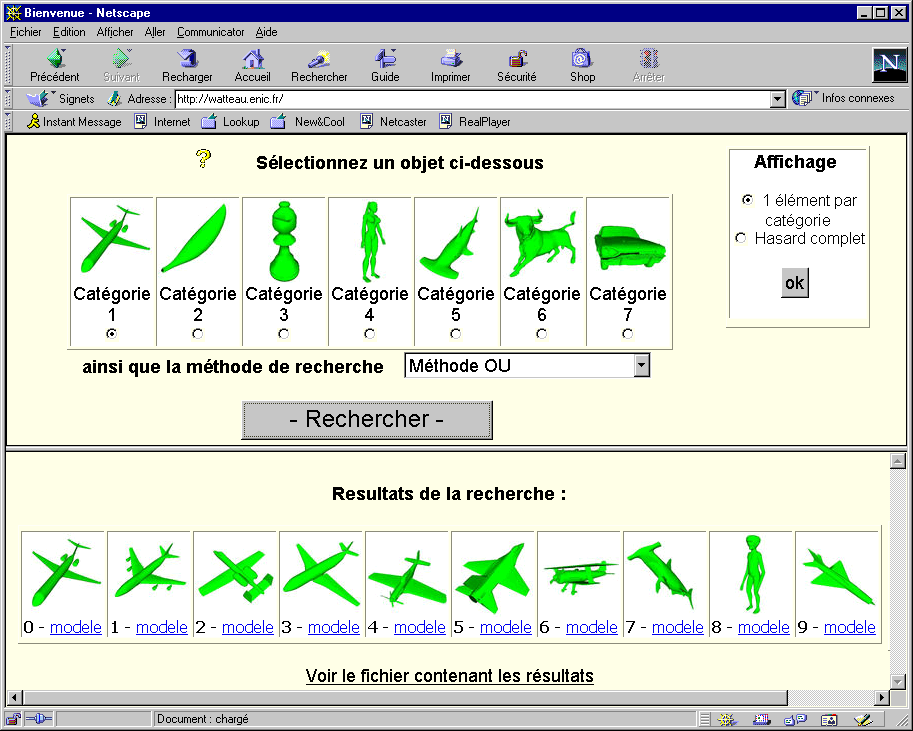 Bienvenue - Netscape
Fichier Edition Afficher Aller Communicator Aide
Précédent Suivant Recharger Accueil Rechercher Guide Imprimer Sécurité Shop Arrêter
N
Signets Adresse : http://watteau.enic.fr/ Infos connexes
Instant Message Internet Lookup New&Cool Netcaster RealPlayer
? Sélectionnez un objet ci-dessous
Affichage
1 élément par
catégorie
Hasard complet
ok
Catégorie Catégorie Catégorie Catégorie Catégorie Catégorie Catégorie
1 2 3 4 5 6 7
ainsi que la méthode de recherche Méthode OU
- Rechercher -
Resultats de la recherche :
0 - modele 1 - modele 2 - modele 3 - modele 4 - modele 5 - modele 6 - modele 7 - modele 8 - modele 9 - modele
Voir le fichier contenant les résultats
Document : chargé